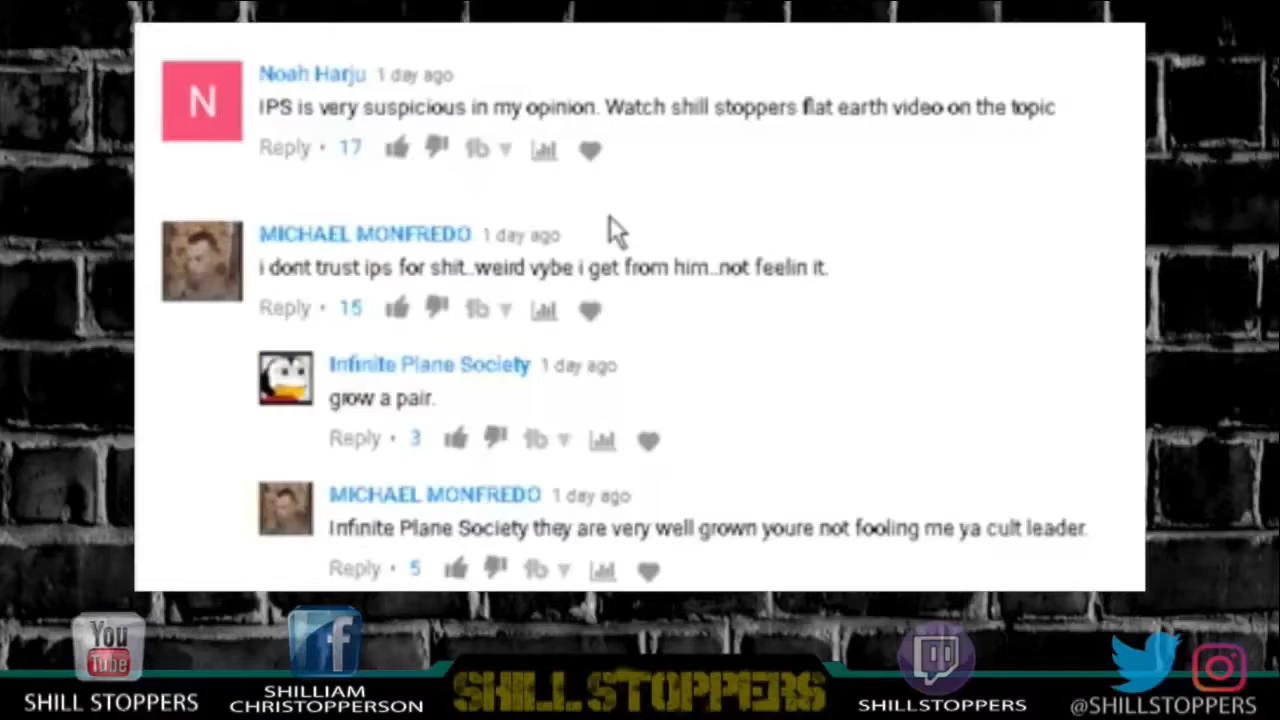 N
Noah Harju 1 day ago
IPS is very suspicious in my opinion. Watch shill stoppers flat earth video on the topic
Reply • 17
MICHAEL MONFREDO 1 day ago
i dont trust ips for shit..weird vybe i get from him..not feelin it.
Reply • 15
Infinite Plane Society 1 day ago
grow a pair.
Reply • 3
MICHAEL MONFREDO 1 day ago
Infinite Plane Society they are very well grown youre not fooling me ya cult leader.
Reply • 5
You
Tube
SHILL STOPPERS
f
SHILLIAM
CHRISTOPPERSON
SHILL STOPPERS
SHILLSTOPPERS
@SHILLSTOPPERS